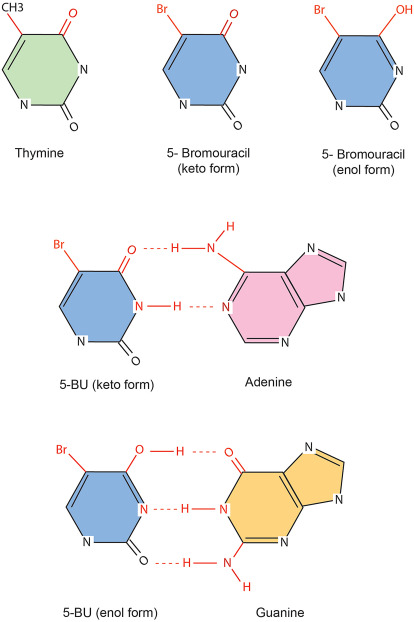 CH3 O
N
N O
Thymine
Br O
N
N O
5- Bromouracil
(keto form)
Br OH
N
N O
5- Bromouracil
(enol form)
H
Br O H N N
N H N N
N O N
5-BU (keto form) Adenine
Br O H O N
N H N N
N O H N N
H
5-BU (enol form) Guanine